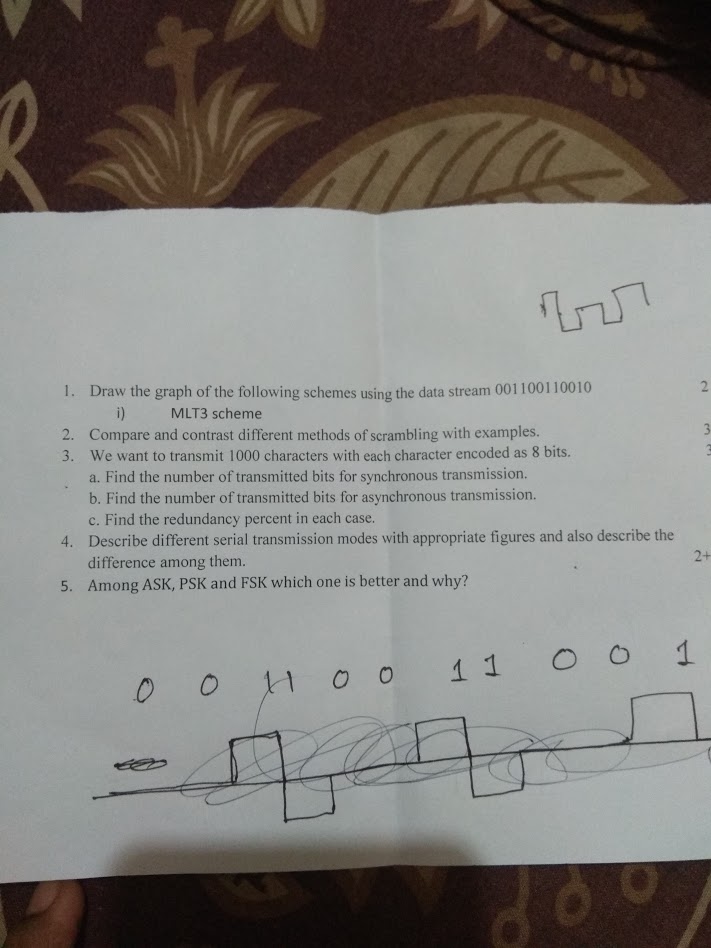 1. Draw the graph of the following schemes using the data stream 001100110010 2
i) MLT3 scheme
2. Compare and contrast different methods of scrambling with examples. 3
3. We want to transmit 1000 characters with each character encoded as 8 bits.
a. Find the number of transmitted bits for synchronous transmission.
b. Find the number of transmitted bits for asynchronous transmission.
c. Find the redundancy percent in each case.
4. Describe different serial transmission modes with appropriate figures and also describe the
difference among them. 2+
5. Among ASK, PSK and FSK which one is better and why?
0 0 11 0 0 1 1 0 0 1